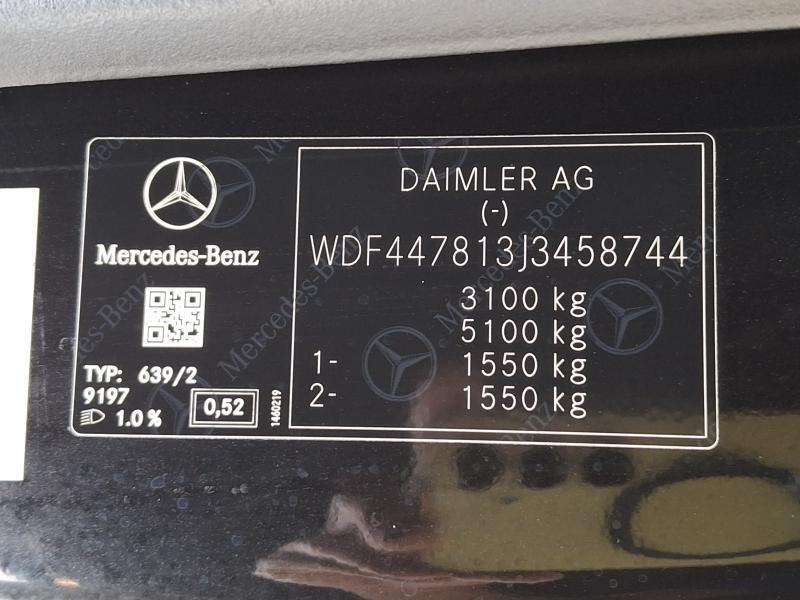 Mercedes-Benz
TYP: 639/2
9197
1.0 %
0,52
1460219
DAIMLER AG
(-)
WDF447813J3458744
3100 kg
5100 kg
1- 1550 kg
2- 1550 kg